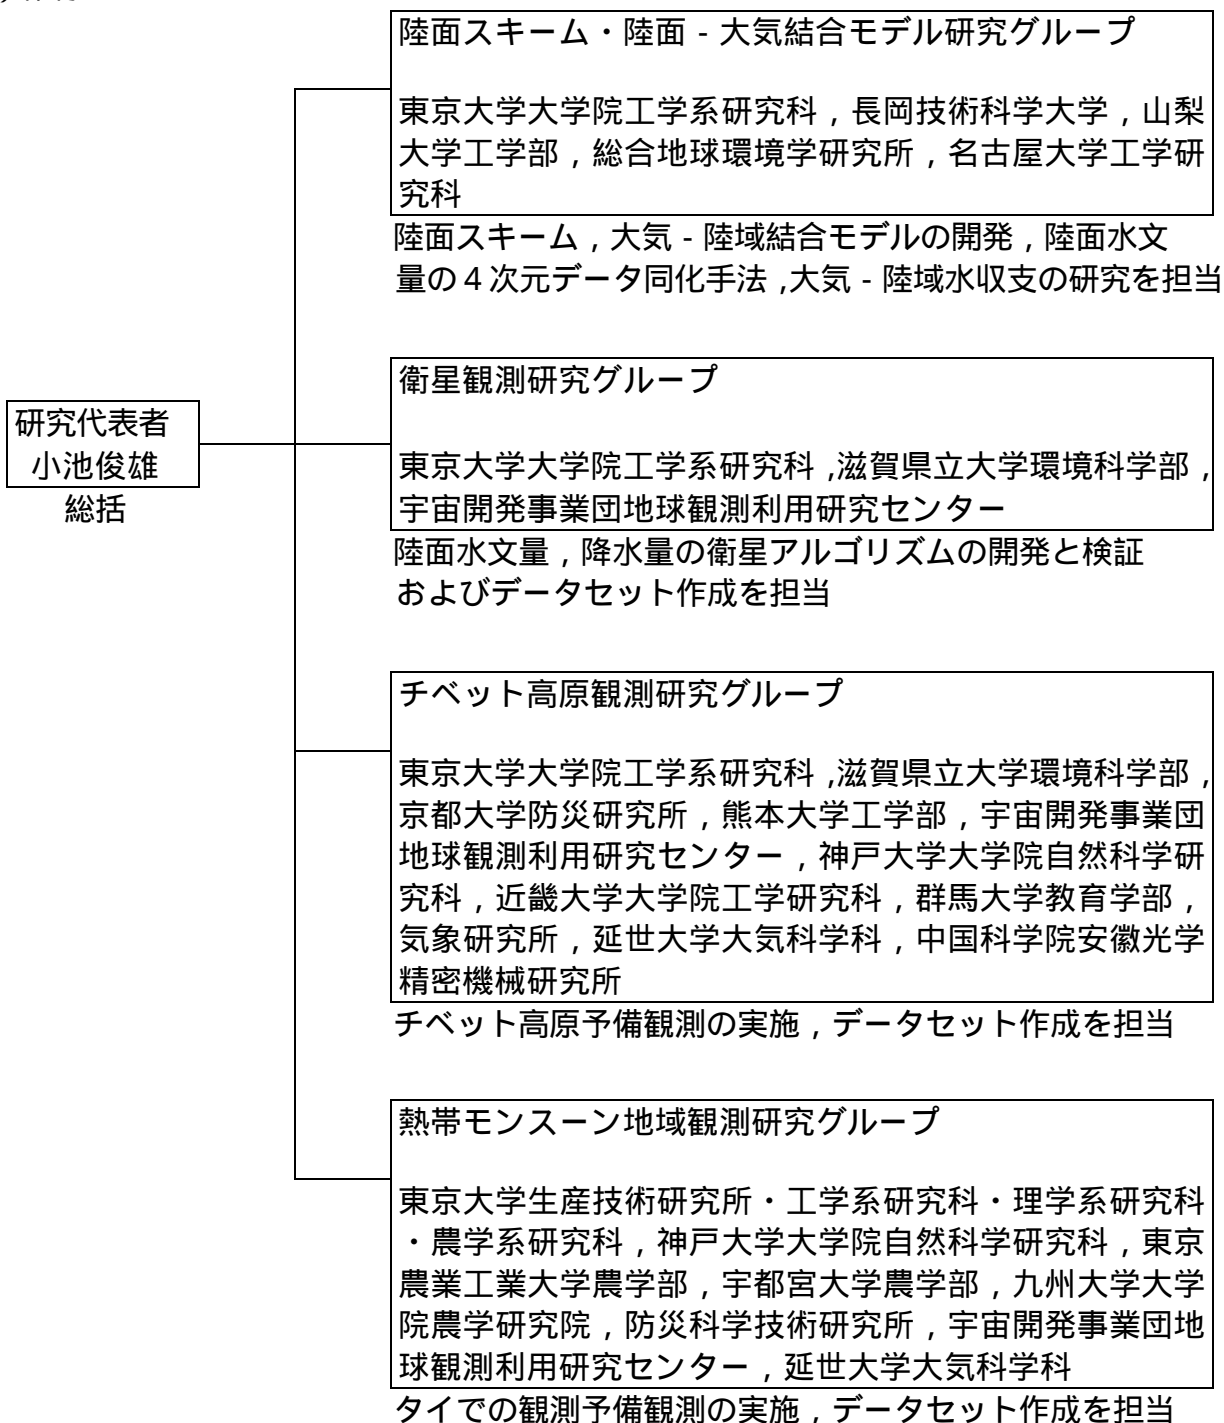 陸面スキーム・陸面 - 大気結合モデル研究グループ
東京大学大学院工学系研究科，長岡技術科学大学，山梨
大学工学部，総合地球環境学研究所，名古屋大学工学研
究科
陸面スキーム，大気 - 陸域結合モデルの開発，陸面水文
量の４次元データ同化手法，大気 - 陸域水収支の研究を担当
研究代表者
小池俊雄
総括
衛星観測研究グループ
東京大学大学院工学系研究科，滋賀県立大学環境科学部，
宇宙開発事業団地球観測利用研究センター
陸面水文量，降水量の衛星アルゴリズムの開発と検証
およびデータセット作成を担当
チベット高原観測研究グループ
東京大学大学院工学系研究科，滋賀県立大学環境科学部，
京都大学防災研究所，熊本大学工学部，宇宙開発事業団
地球観測利用研究センター，神戸大学大学院自然科学研
究科，近畿大学大学院工学研究科，群馬大学教育学部，
気象研究所，延世大学大気科学科，中国科学院安徽光学
精密機械研究所
チベット高原予備観測の実施，データセット作成を担当
熱帯モンスーン地域観測研究グループ
東京大学生産技術研究所・工学系研究科・理学系研究科
・農学系研究科，神戸大学大学院自然科学研究科，東京
農業工業大学農学部，宇都宮大学農学部，九州大学大学
院農学研究院，防災科学技術研究所，宇宙開発事業団地
球観測利用研究センター，延世大学大気科学科
タイでの観測予備観測の実施，データセット作成を担当